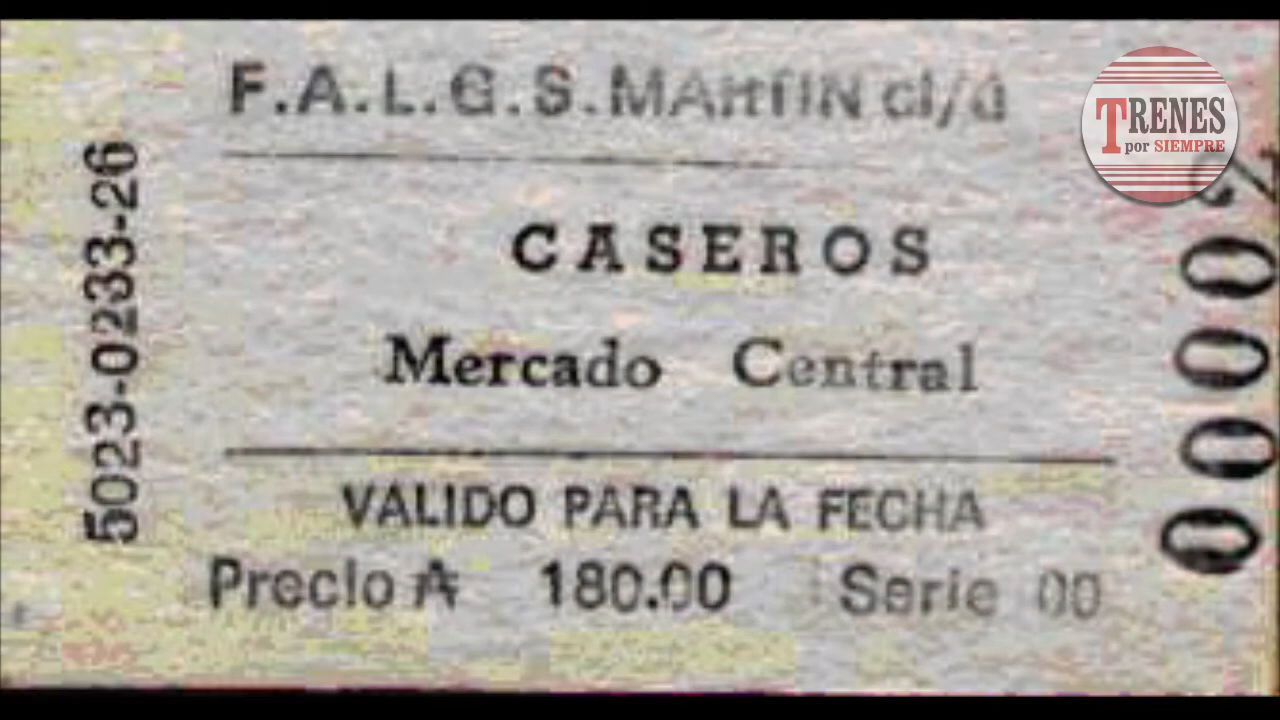 F.A.L.G.S.MARTIN cl/d
CASEROS
Mercado Central
VALIDO PARA LA FECHA
Precio ₳ 180.00 Serie 00
5023-0233-26
TRENES
por SIEMPRE